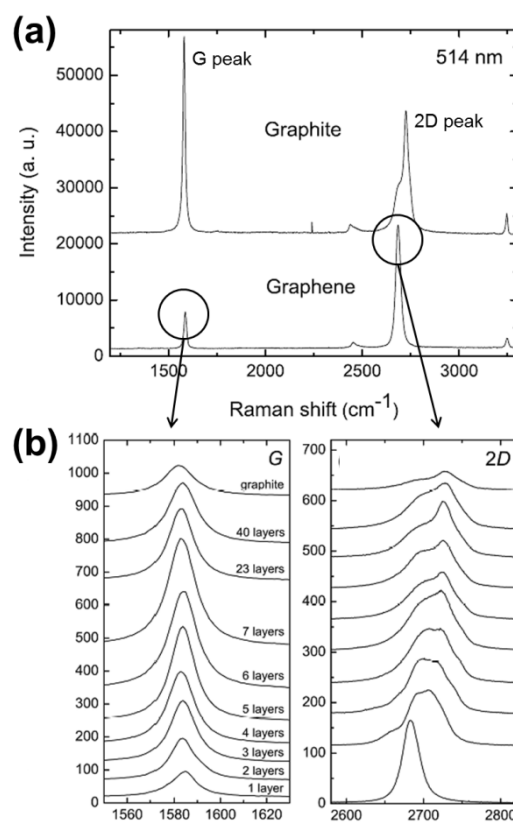 (a)
50000
40000
30000
20000
10000
0
Intensity (a. u.)
G peak
514 nm
Graphite
2D peak
Graphene
1500 2000 2500 3000
Raman shift (cm-1)
(b)
1100
1000
900
800
700
600
500
400
300
200
100
0
G
graphite
40 layers
23 layers
7 layers
6 layers
5 layers
4 layers
3 layers
2 layers
1 layer
1560 1580 1600 1620
700
600
500
400
300
200
100
0
2D
2600 2700 2800